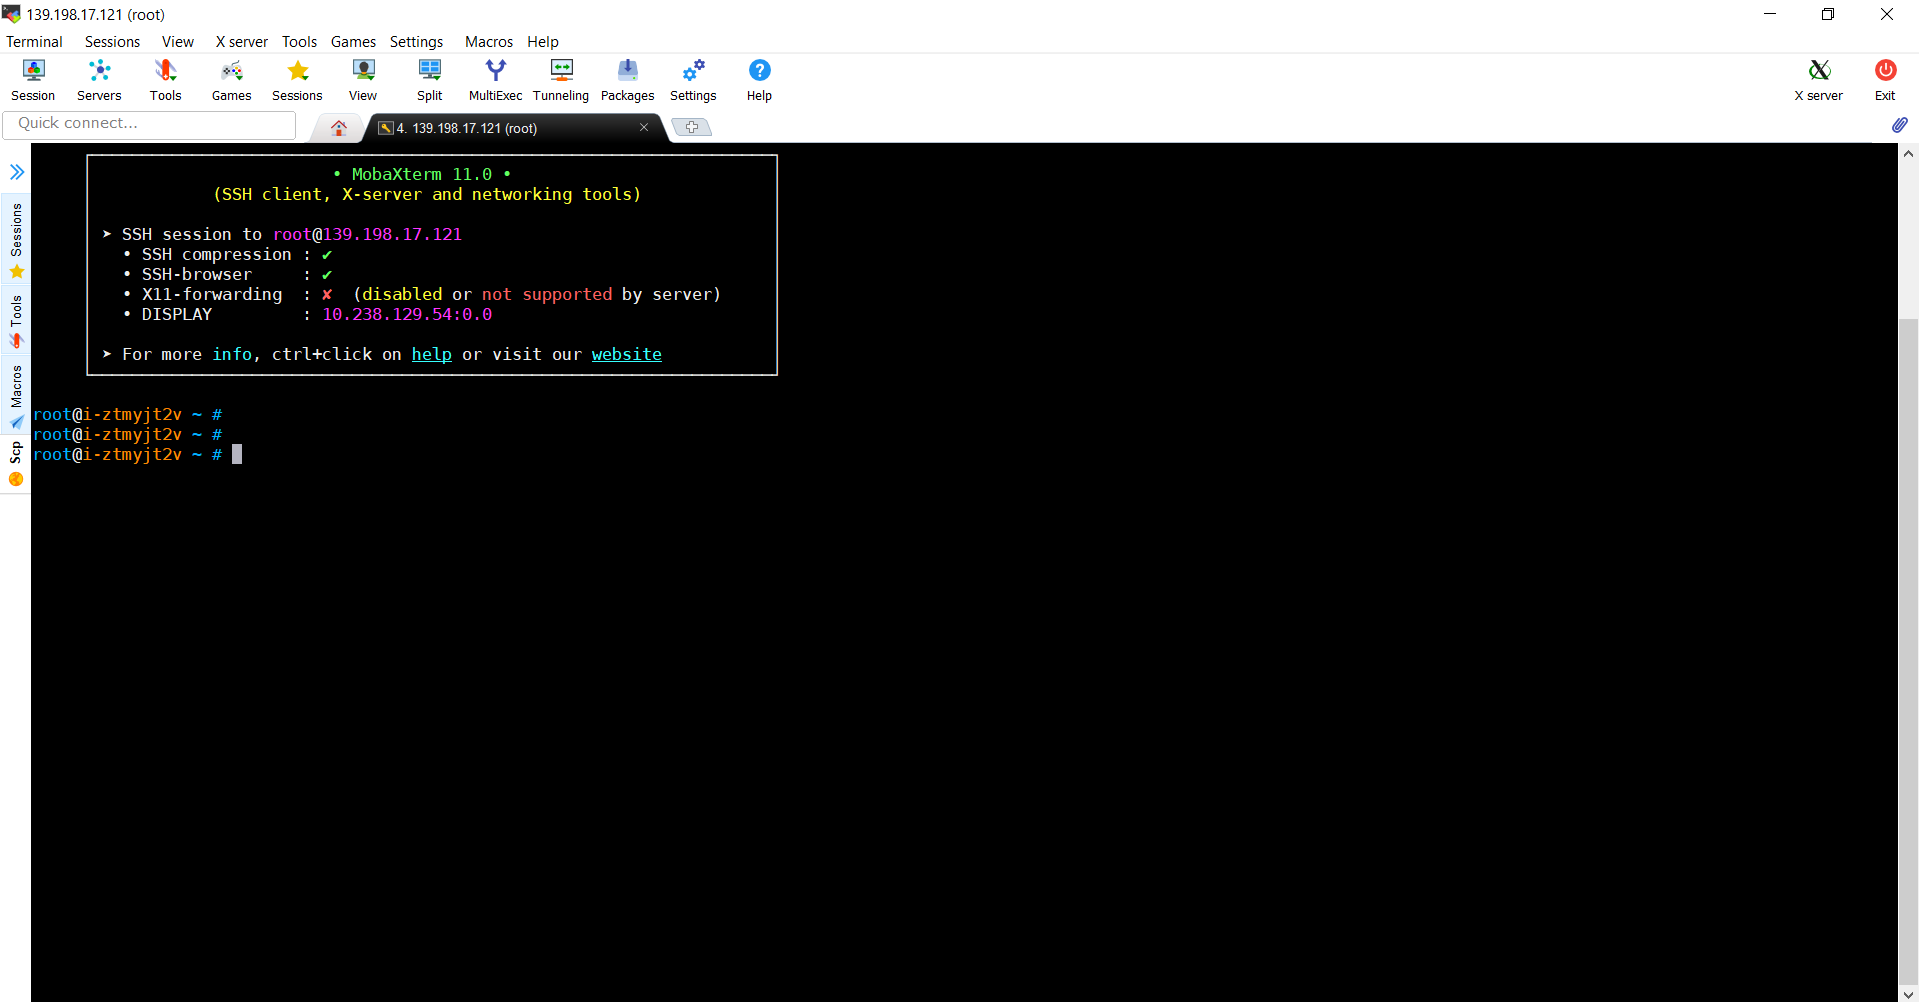 139.198.17.121 (root)
Terminal Sessions View X server Tools Games Settings Macros Help
Session Servers Tools Games Sessions View Split MultiExec Tunneling Packages Settings Help X server Exit
Quick connect...
4. 139.198.17.121 (root)
Sessions
Tools
Macros
Scp
• MobaXterm 11.0 •
(SSH client, X-server and networking tools)
➤ SSH session to root@139.198.17.121
• SSH compression : ✔
• SSH-browser : ✔
• X11-forwarding : ✘ (disabled or not supported by server)
• DISPLAY : 10.238.129.54:0.0
➤ For more info, ctrl+click on help or visit our website
root@i-ztmyjt2v ~ #
root@i-ztmyjt2v ~ #
root@i-ztmyjt2v ~ #